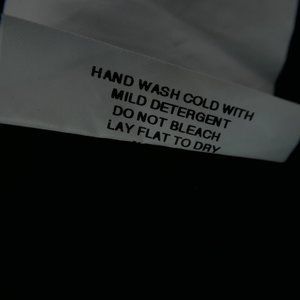 HAND WASH COLD WITH
MILD DETERGENT
DO NOT BLEACH
LAY FLAT TO DRY